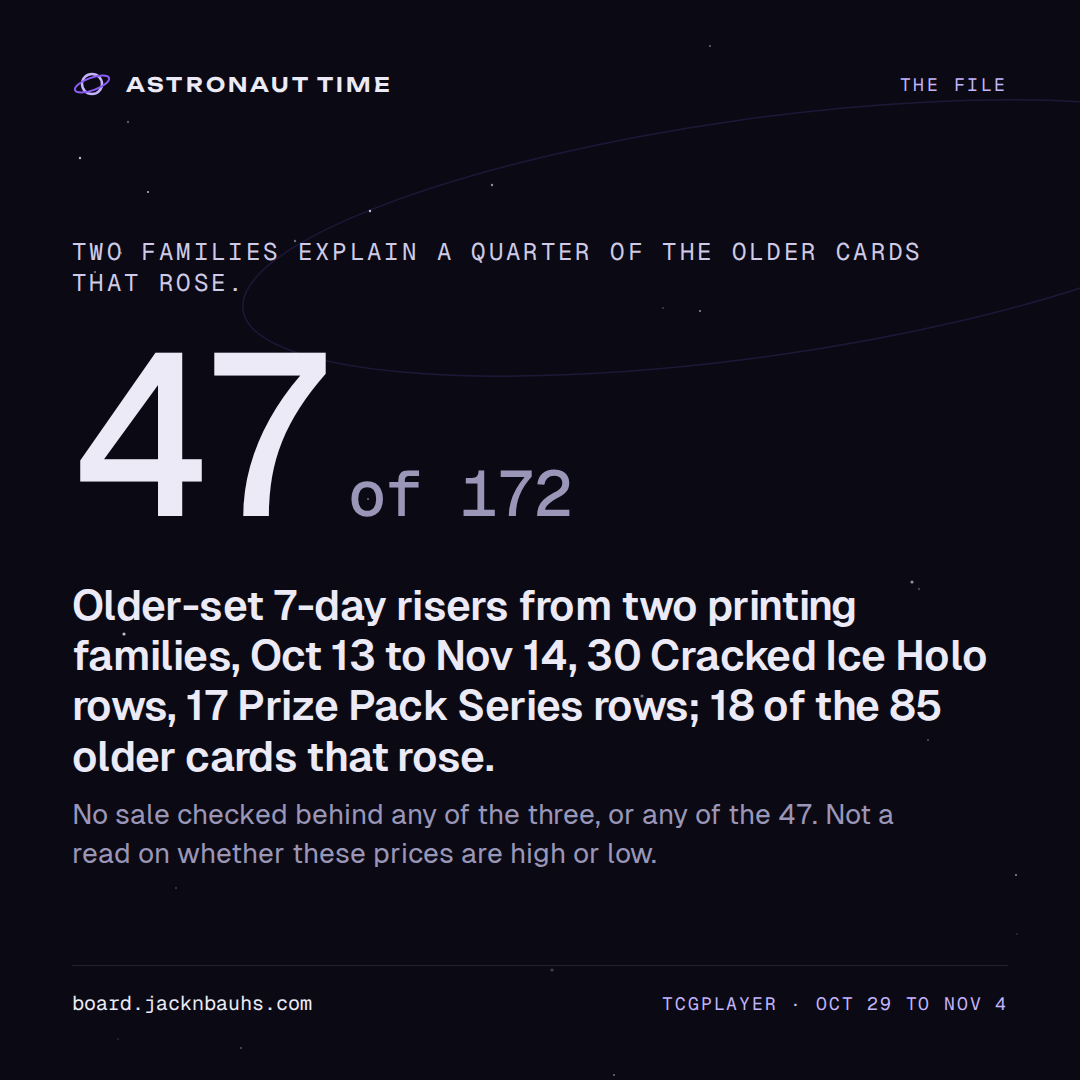 ASTRONAUT TIME
THE FILE
TWO FAMILIES EXPLAIN A QUARTER OF THE OLDER CARDS
THAT ROSE.
47 of 172
Older-set 7-day risers from two printing
families, Oct 13 to Nov 14, 30 Cracked Ice Holo
rows, 17 Prize Pack Series rows; 18 of the 85
older cards that rose.
No sale checked behind any of the three, or any of the 47. Not a
read on whether these prices are high or low.
board.jacknbauhs.com
TCGPLAYER · OCT 29 TO NOV 4